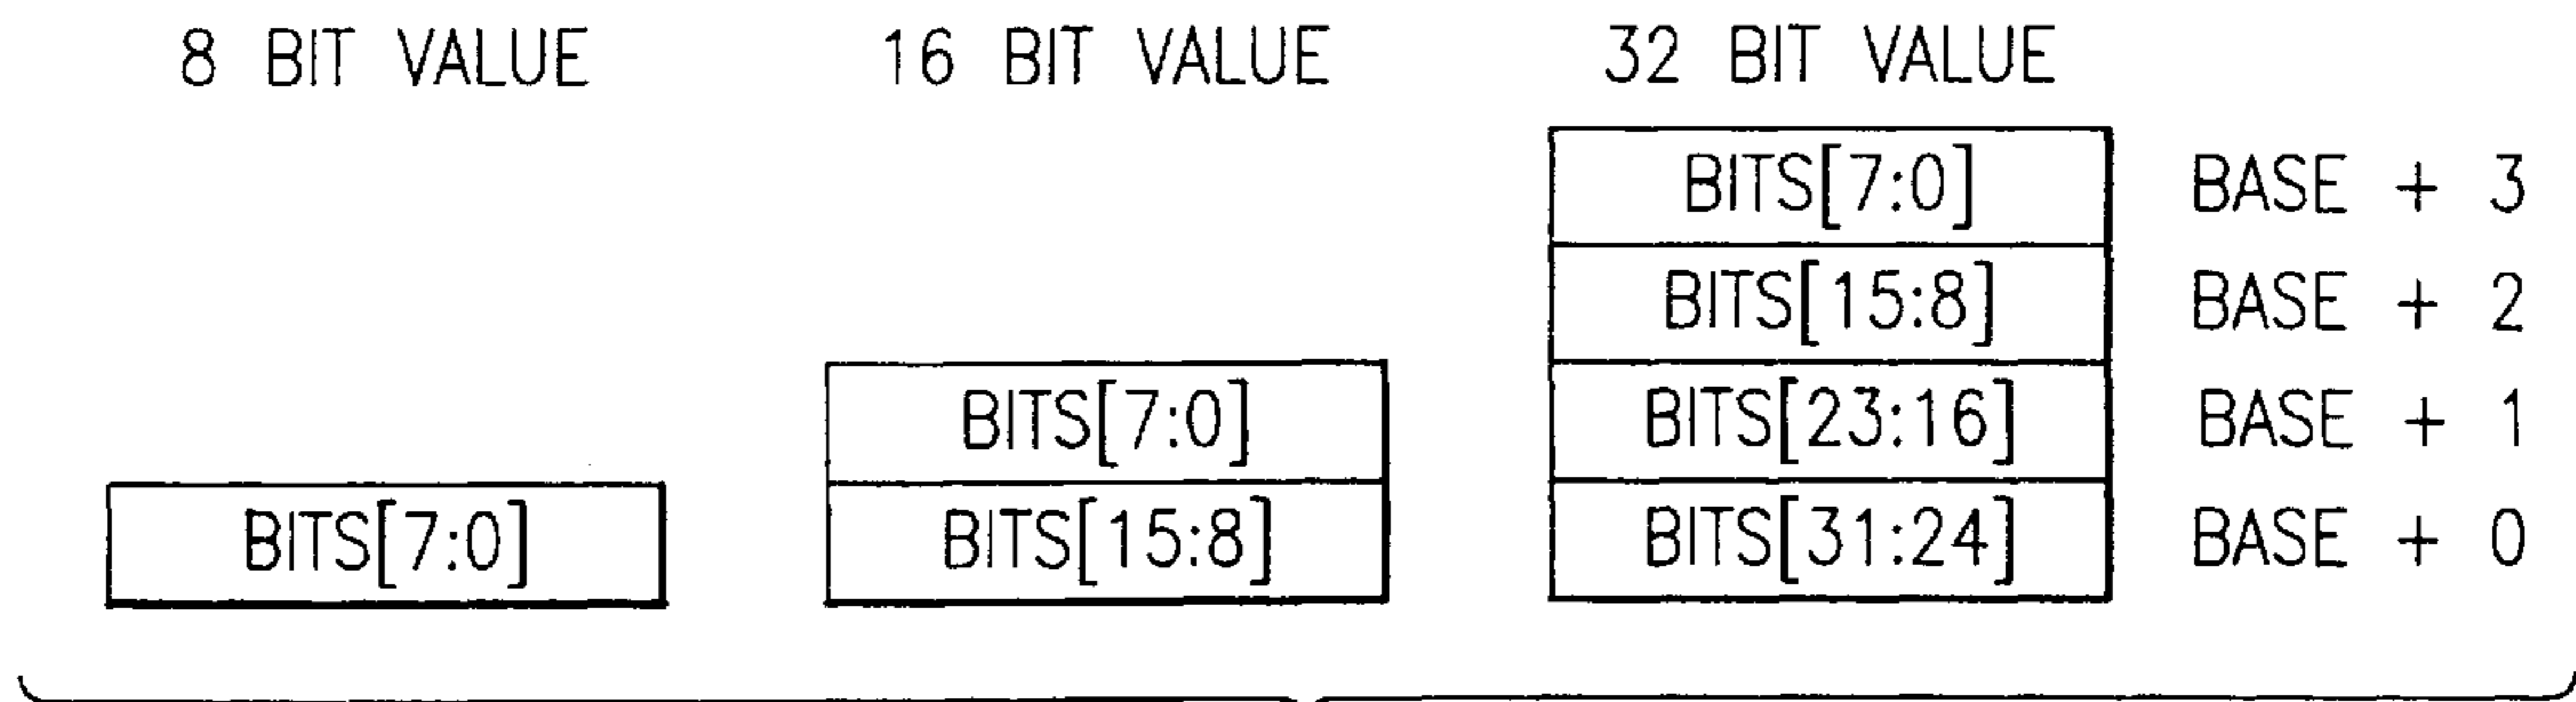 8 BIT VALUE 16 BIT VALUE 32 BIT VALUE
BITS[7:0] BASE + 3
BITS[15:8] BASE + 2
BITS[7:0] BITS[23:16] BASE + 1
BITS[7:0] BITS[15:8] BITS[31:24] BASE + 0